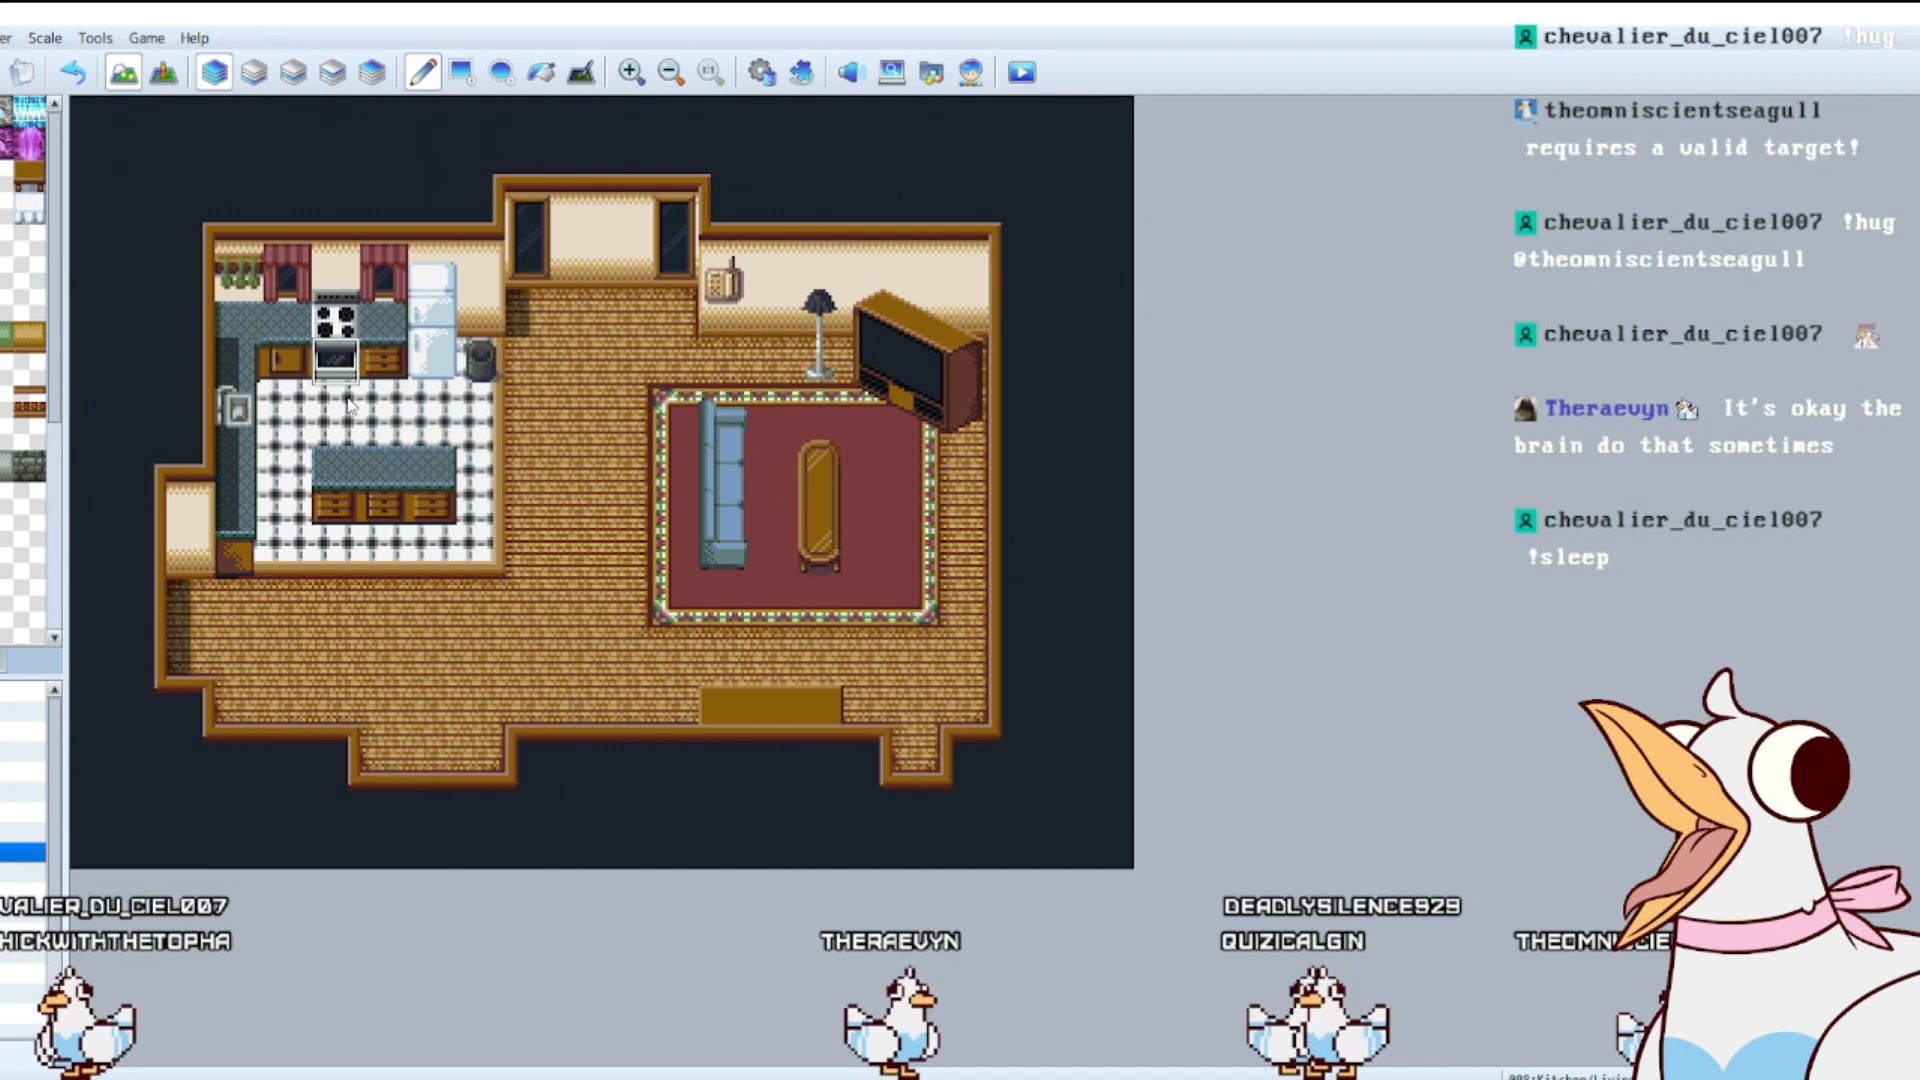 er Scale Tools Game Help
chevalier_du_ciel007 !hug
theomniscientseagull
requires a valid target!
chevalier_du_ciel007 !hug
@theomniscientseagull
chevalier_du_ciel007
Theraevyn It's okay the
brain do that sometimes
chevalier_du_ciel007
!sleep
VALIER_DU_CIEL007
HICKWITHTHETOPHA
THERAEVYN
DEADLYSILENCE929
QUIZICALGIN
THEOMNISCIE